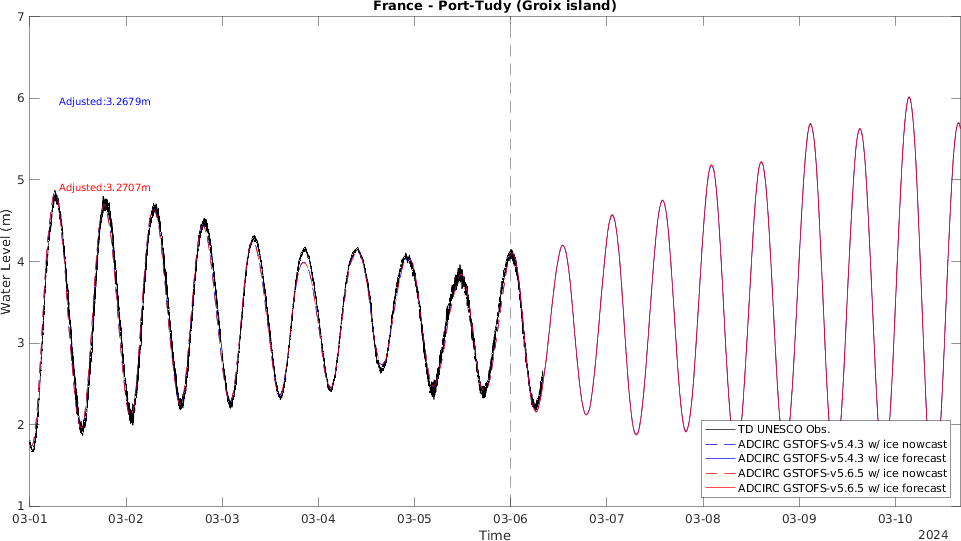 France - Port-Tudy (Groix island)
7
6
5
4
3
2
1
Water Level (m)
Adjusted:3.2679m
Adjusted:3.2707m
TD UNESCO Obs.
ADCIRC GSTOFS-v5.4.3 w/ ice nowcast
ADCIRC GSTOFS-v5.4.3 w/ ice forecast
ADCIRC GSTOFS-v5.6.5 w/ ice nowcast
ADCIRC GSTOFS-v5.6.5 w/ ice forecast
03-01 03-02 03-03 03-04 03-05 03-06 03-07 03-08 03-09 03-10
Time
2024